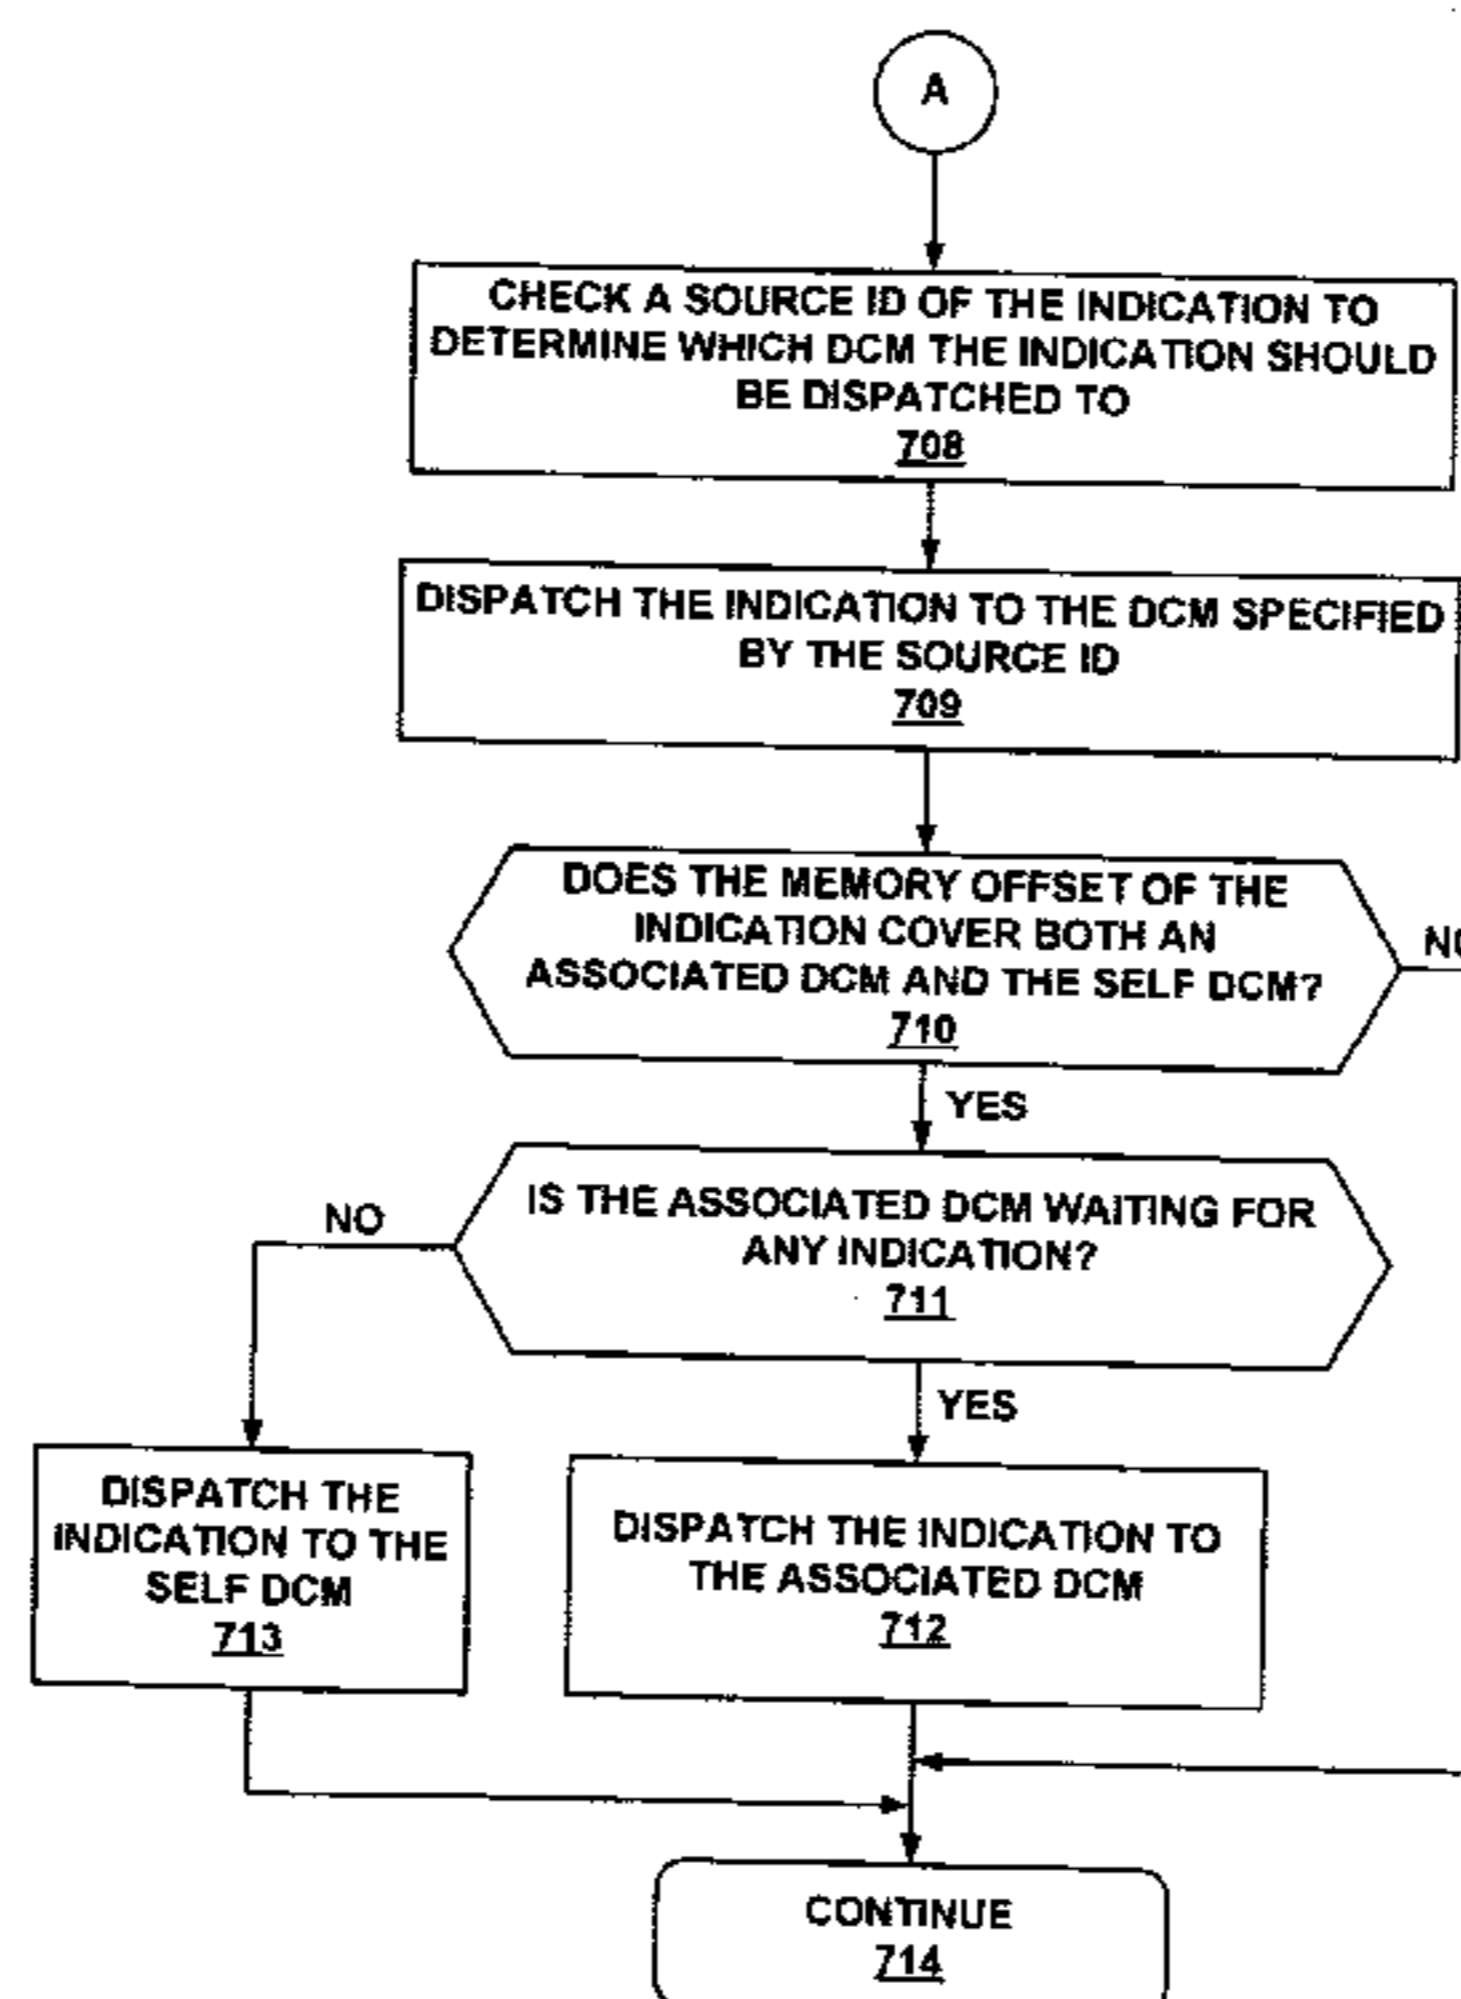 A
CHECK A SOURCE ID OF THE INDICATION TO
DETERMINE WHICH DCM THE INDICATION SHOULD
BE DISPATCHED TO
708
DISPATCH THE INDICATION TO THE DCM SPECIFIED
BY THE SOURCE ID
709
DOES THE MEMORY OFFSET OF THE
INDICATION COVER BOTH AN
ASSOCIATED DCM AND THE SELF DCM?
710
NO
YES
IS THE ASSOCIATED DCM WAITING FOR
ANY INDICATION?
711
NO
YES
DISPATCH THE
INDICATION TO THE
SELF DCM
713
DISPATCH THE INDICATION TO
THE ASSOCIATED DCM
712
CONTINUE
714